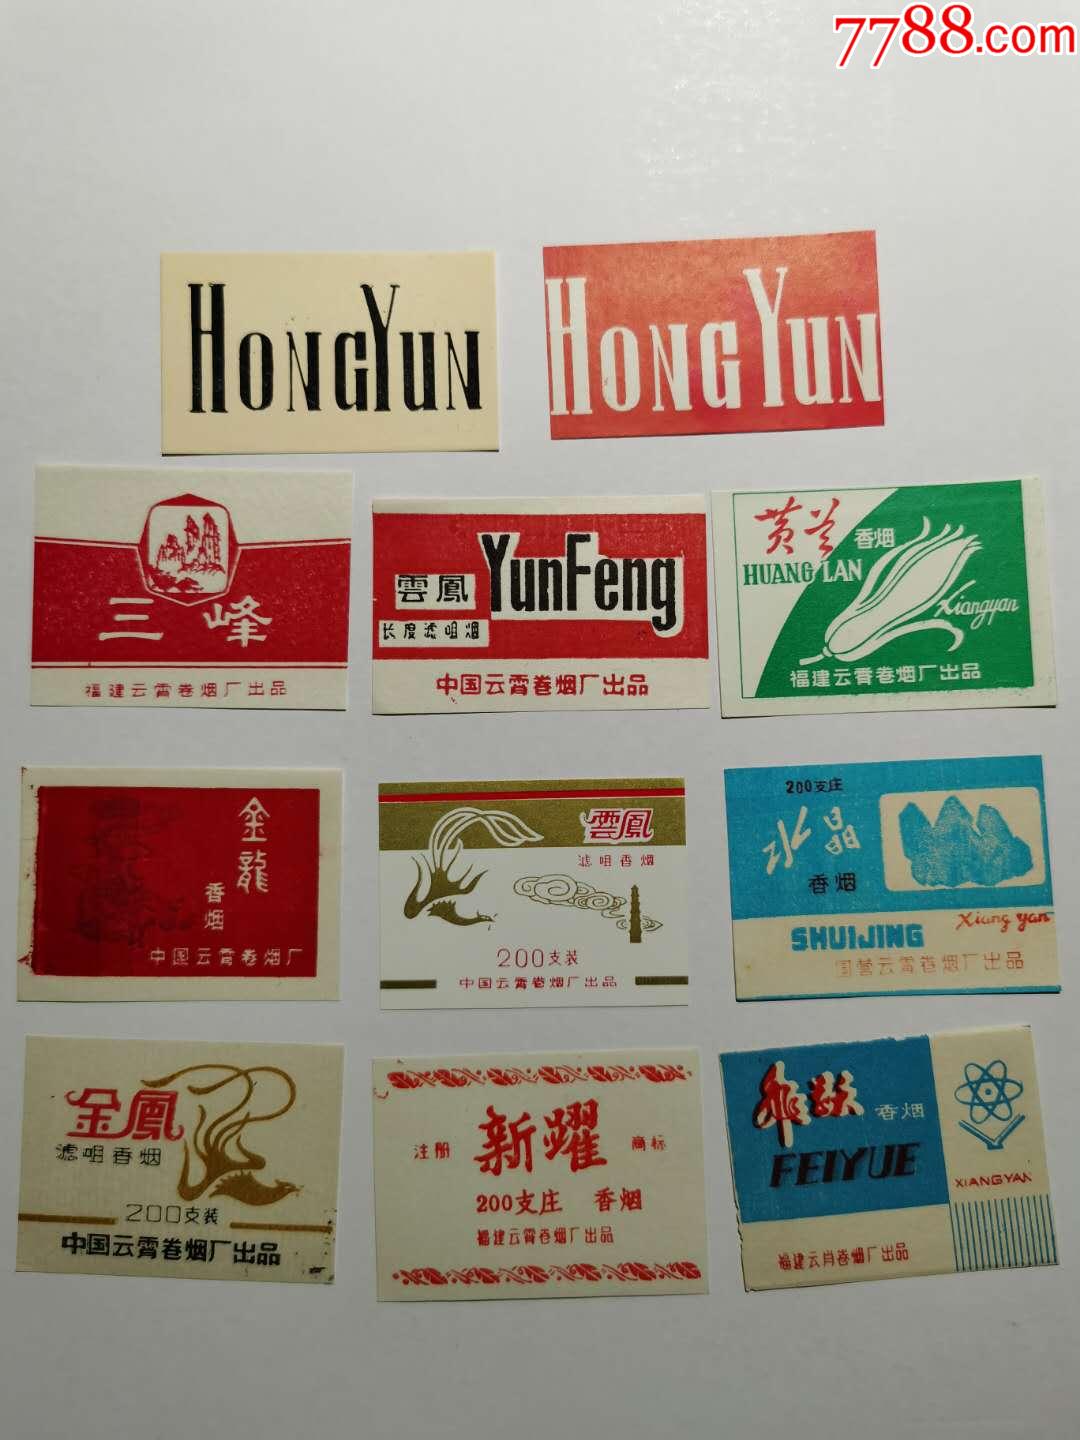 7788.com
HONGYUN
HONGYUN
三峰
福建云霄卷烟厂出品
雲鳳
YunFeng
长度滤咀烟
中国云霄卷烟厂出品
黄兰 香烟
HUANG LAN
Xiangyan
福建云霄卷烟厂出品
金龍
香烟
中国云霄卷烟厂
雲鳳
滤咀香烟
200支装
中国云霄卷烟厂出品
200支庄
水晶
香烟
Xiang yan
SHUIJING
国营云霄卷烟厂出品
金鳳
滤咀香烟
200支装
中国云霄卷烟厂出品
注册 新躍 商标
200支庄 香烟
福建云霄卷烟厂出品
飛跃 香烟
FEIYUE
XIANGYAN
福建云肖卷烟厂出品